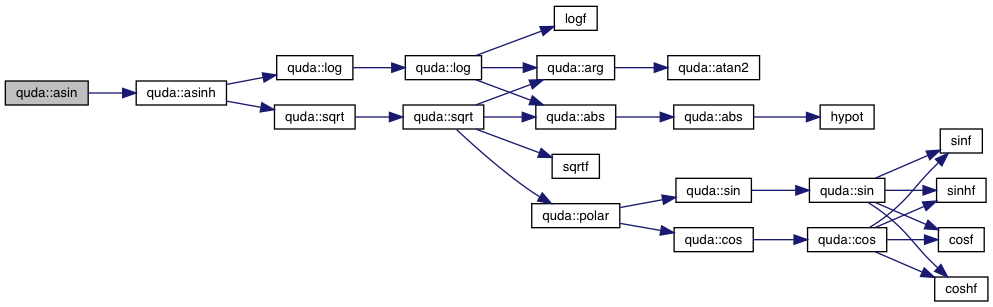 quda::asin
quda::asinh
quda::log
quda::sqrt
quda::log
quda::sqrt
logf
quda::arg
quda::abs
sqrtf
quda::polar
quda::atan2
quda::abs
quda::sin
quda::cos
hypot
quda::sin
quda::cos
sinf
sinhf
cosf
coshf